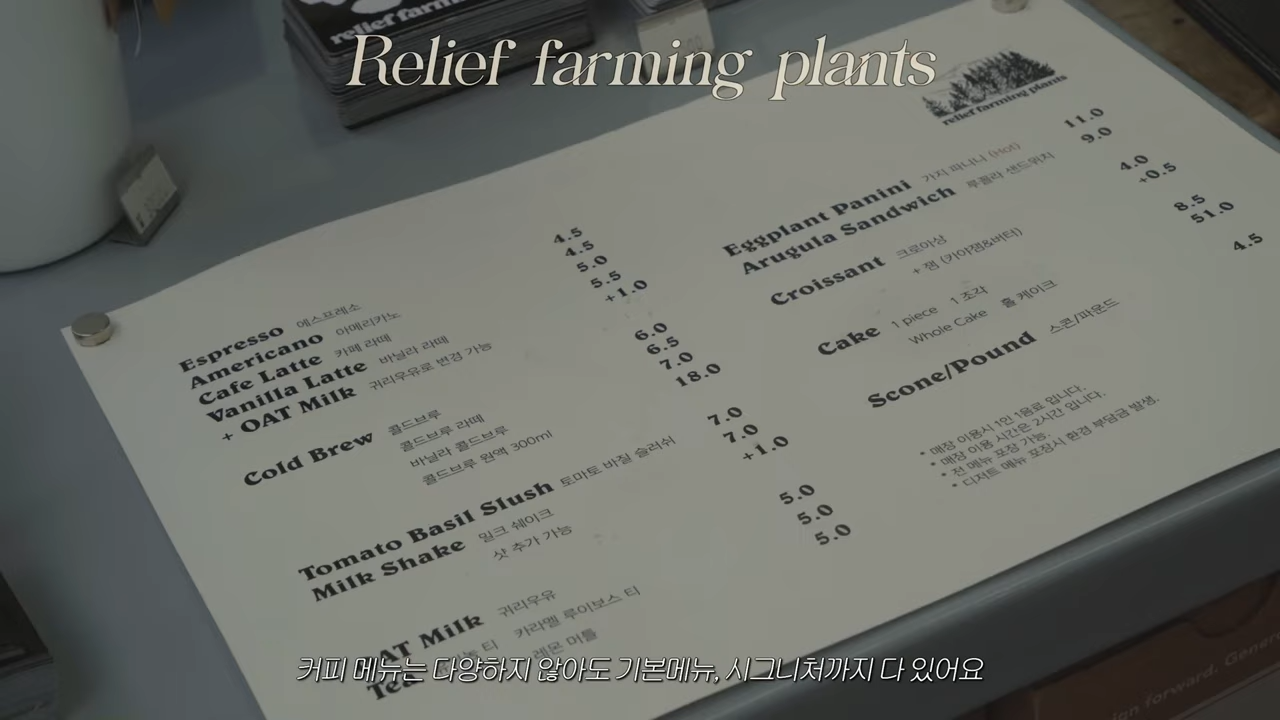 relief farming
Relief farming plants
relief farming plants
Espresso 에스프레소 4.5
Americano 아메리카노 4.5
Cafe Latte 카페 라떼 5.0
Vanilla Latte 바닐라 라떼 5.5
+ OAT Milk 귀리우유로 변경 가능 +1.0
Cold Brew 콜드브루 6.0
콜드브루 라떼 6.5
바닐라 콜드브루 7.0
콜드브루 원액 300ml 18.0
Tomato Basil Slush 토마토 바질 슬러쉬 7.0
Milk Shake 밀크 쉐이크 7.0
샷 추가 가능 +1.0
OAT Milk 귀리우유 5.0
Tea 티 카라멜 루이보스 티 5.0
레몬 머틀 5.0
Eggplant Panini 가지 파니니 (Hot) 11.0
Arugula Sandwich 루꼴라 샌드위치 9.0
Croissant 크로아상 4.0
+ 잼 (카야잼&버터) +0.5
Cake 1 piece 1 조각 8.5
Whole Cake 홀 케이크 51.0
Scone/Pound 스콘/파운드 4.5
* 매장 이용시 1인 1음료 입니다.
* 매장 이용 시간은 2시간 입니다.
* 전 메뉴 포장 가능.
* 디저트 메뉴 포장시 환경 부담금 발생.
커피 메뉴는 다양하지 않아도 기본메뉴, 시그니처까지 다 있어요
forward.